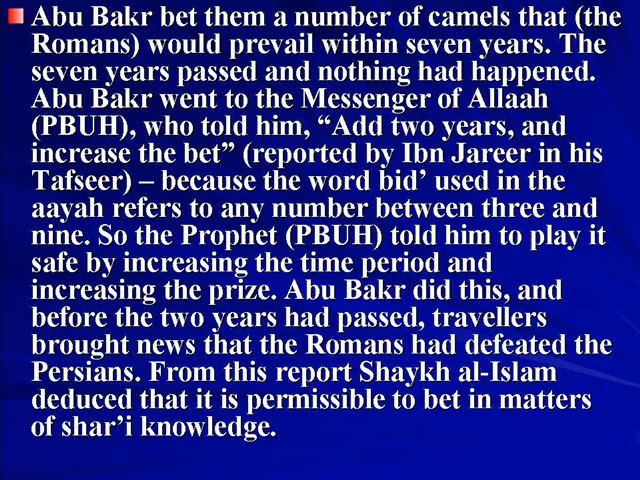 Abu Bakr bet them a number of camels that (the
Romans) would prevail within seven years. The
seven years passed and nothing had happened.
Abu Bakr went to the Messenger of Allaah
(PBUH), who told him, “Add two years, and
increase the bet” (reported by Ibn Jareer in his
Tafseer) – because the word bid’ used in the
aayah refers to any number between three and
nine. So the Prophet (PBUH) told him to play it
safe by increasing the time period and
increasing the prize. Abu Bakr did this, and
before the two years had passed, travellers
brought news that the Romans had defeated the
Persians. From this report Shaykh al-Islam
deduced that it is permissible to bet in matters
of shar’i knowledge.